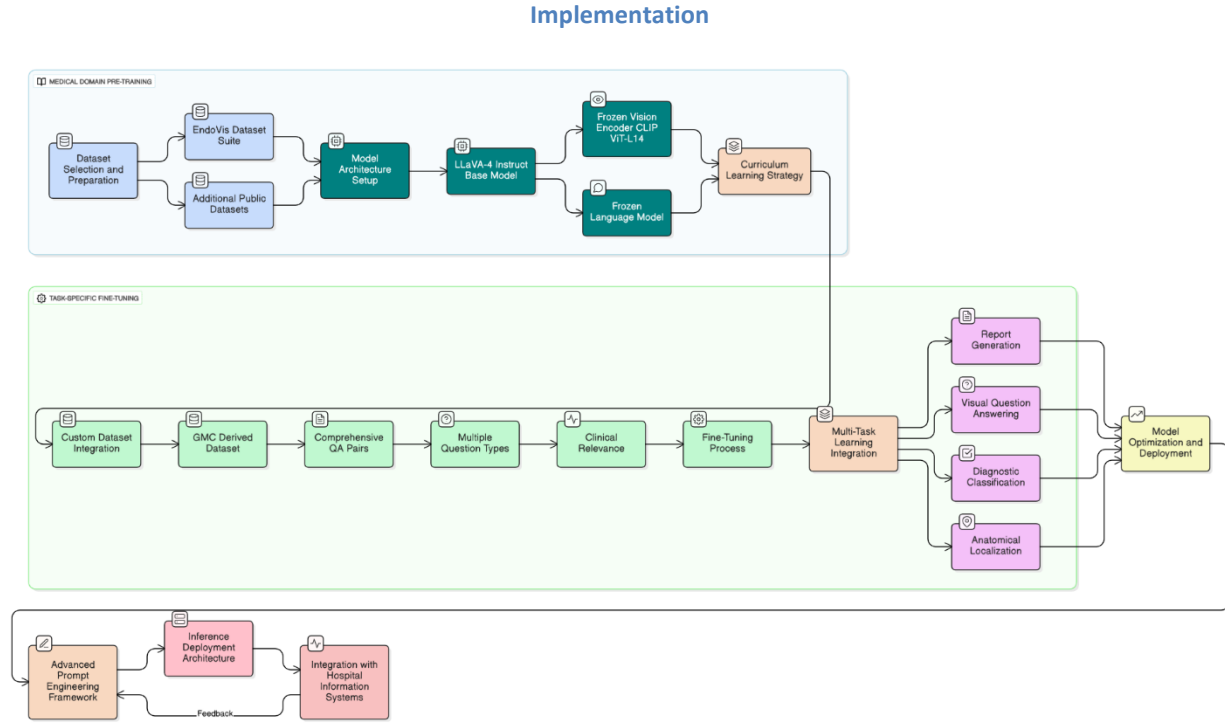 Implementation
MEDICAL DOMAIN PRE-TRAINING
Dataset
Selection and
Preparation
EndoVis Dataset
Suite
Additional Public
Datasets
Model
Architecture
Setup
LLaVA-4 Instruct
Base Model
Frozen Vision
Encoder CLIP
ViT-L14
Frozen
Language Model
Curriculum
Learning Strategy
TASK-SPECIFIC FINE-TUNING
Custom Dataset
Integration
GMC Derived
Dataset
Comprehensive
QA Pairs
Multiple
Question Types
Clinical
Relevance
Fine-Tuning
Process
Multi-Task
Learning
Integration
Report
Generation
Visual Question
Answering
Diagnostic
Classification
Anatomical
Localization
Model
Optimization and
Deployment
Advanced
Prompt
Engineering
Framework
Inference
Deployment
Architecture
Integration with
Hospital
Information
Systems
Feedback